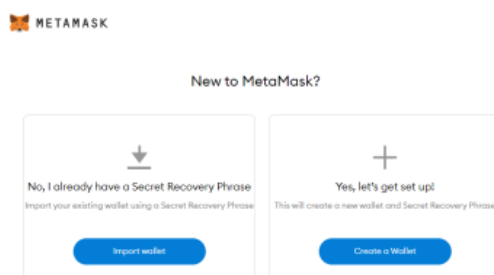 METAMASK
New to MetaMask?
No, I already have a Secret Recovery Phrase
Import your existing wallet using a Secret Recovery Phrase
Import wallet
Yes, let's get set up!
This will create a new wallet and Secret Recovery Phrase
Create a Wallet